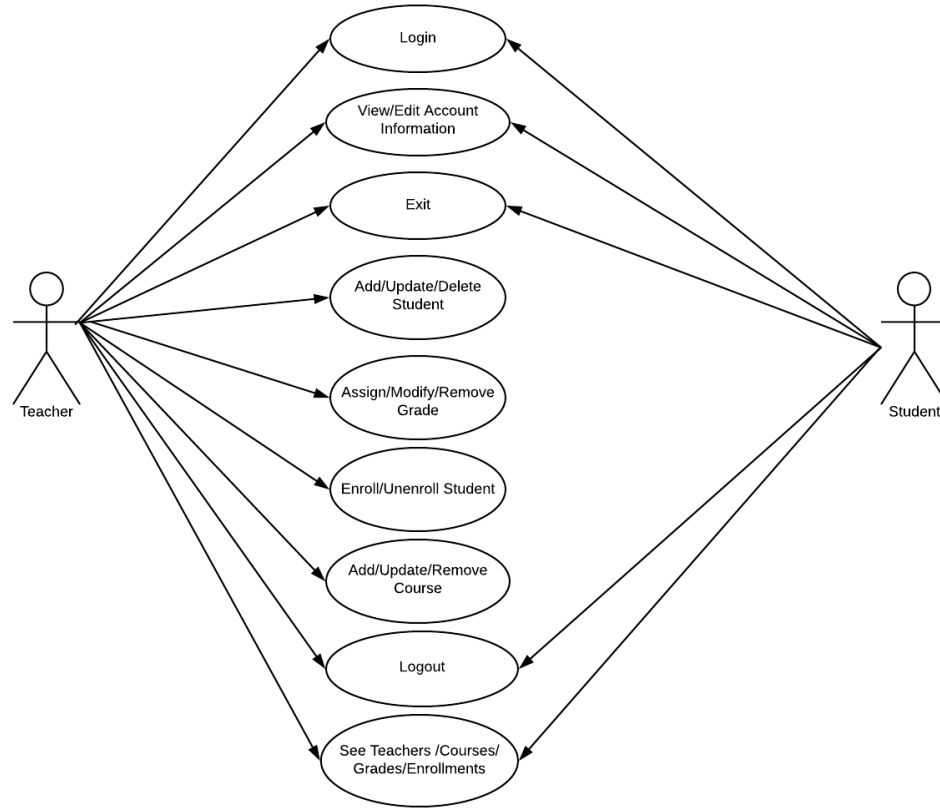 Login
View/Edit Account
Information
Exit
Add/Update/Delete
Student
Assign/Modify/Remove
Grade
Enroll/Unenroll Student
Add/Update/Remove
Course
Logout
See Teachers /Courses/
Grades/Enrollments
Teacher
Student